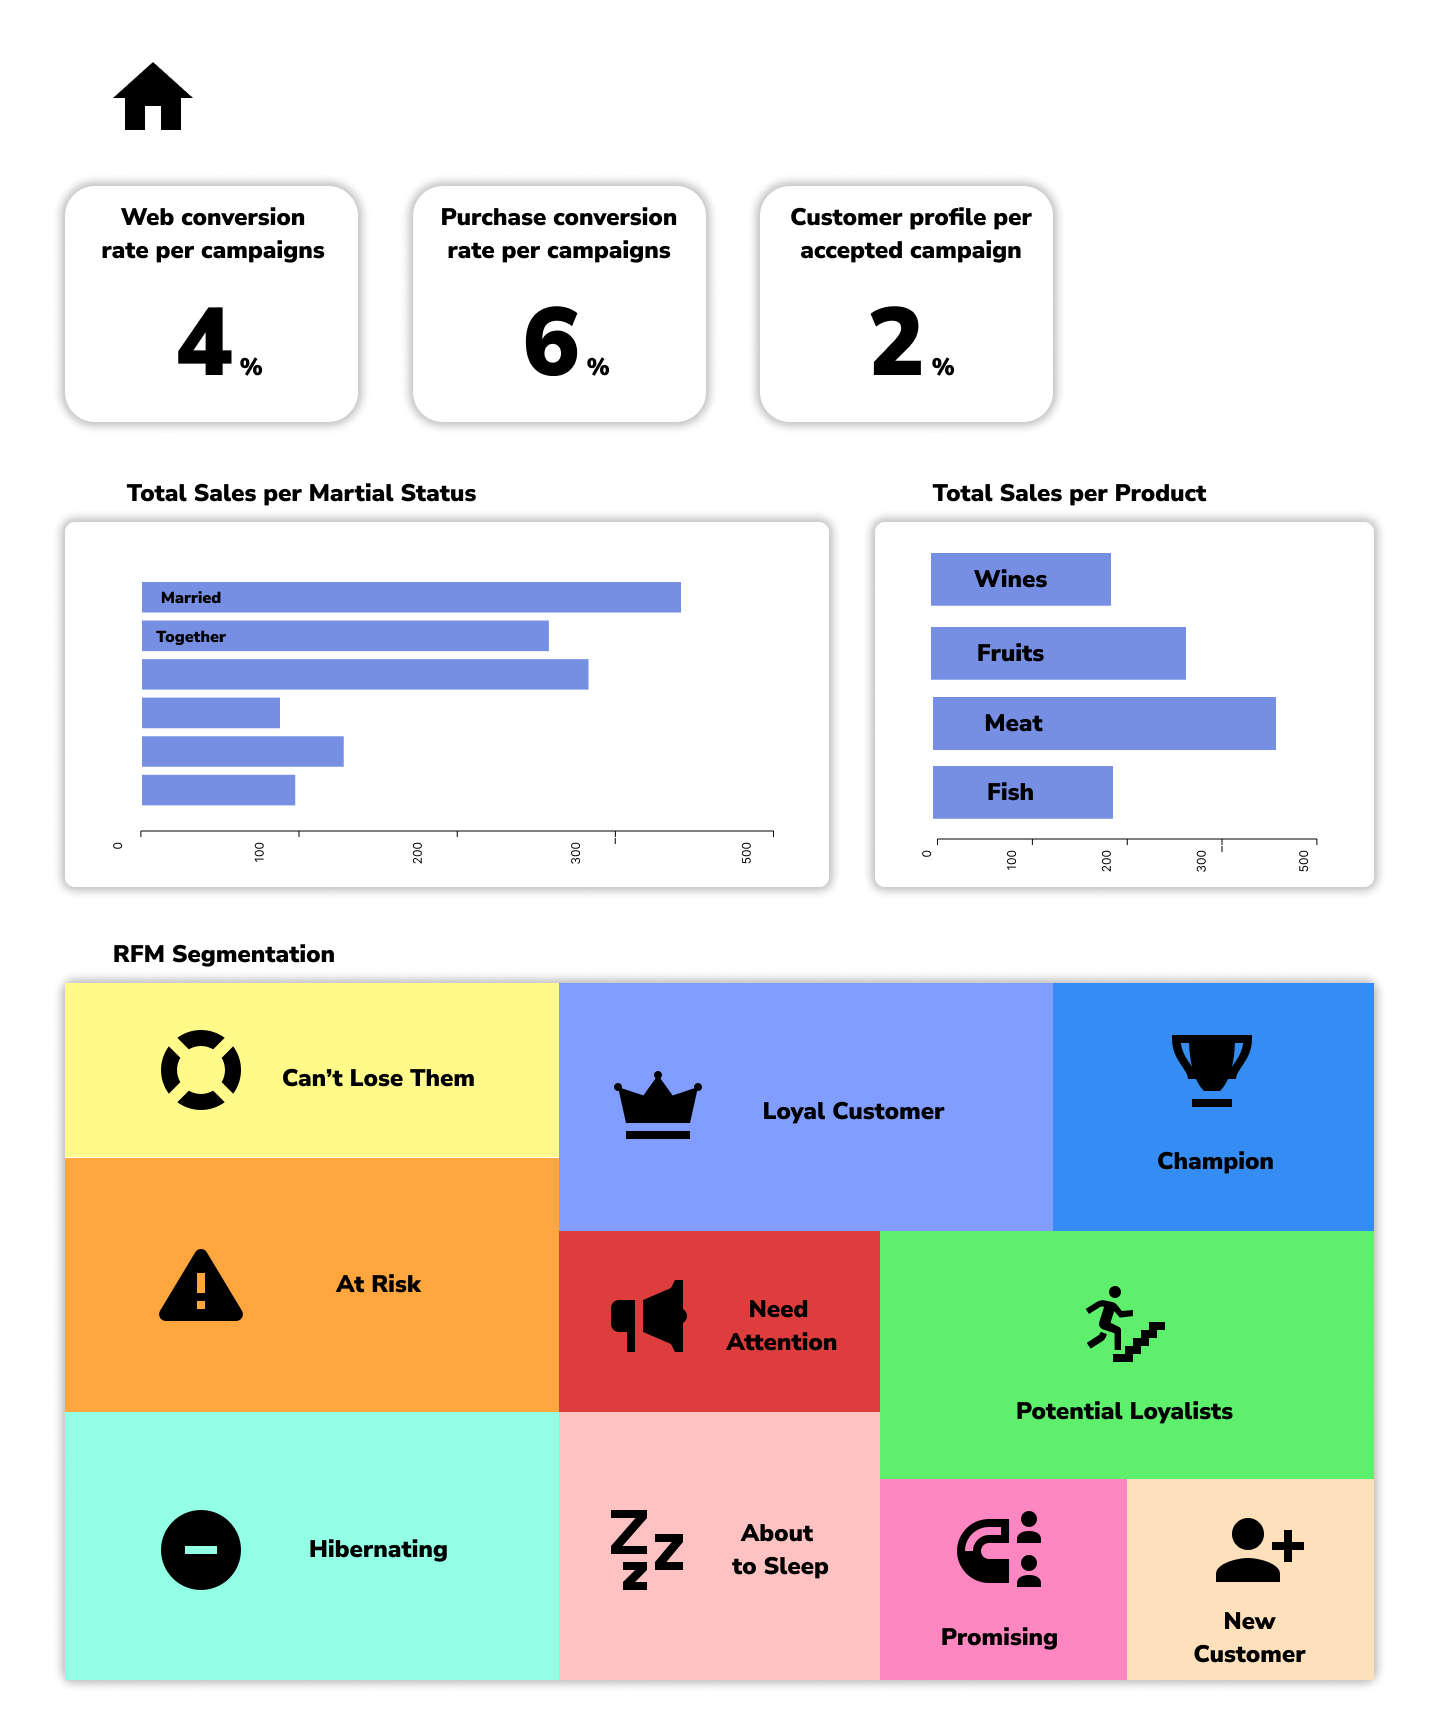 Web conversion
rate per campaigns
4 %
Purchase conversion
rate per campaigns
6 %
Customer profile per
accepted campaign
2 %
Total Sales per Martial Status
Married
Together
0
100
200
300
500
Total Sales per Product
Wines
Fruits
Meat
Fish
0
100
200
300
500
RFM Segmentation
Can’t Lose Them
Loyal Customer
Champion
At Risk
Need
Attention
Potential Loyalists
Hibernating
About
to Sleep
Promising
New
Customer